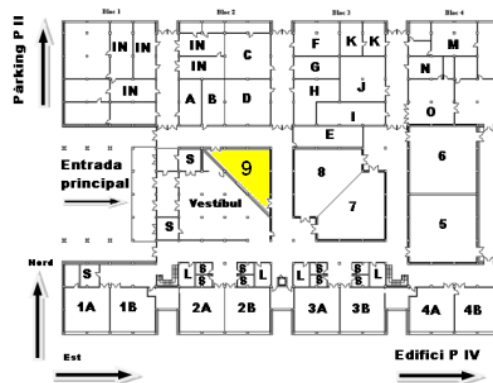 Bloc 1 Bloc 2 Bloc 3 Bloc 4
Pàrking P II
IN IN IN F K K M
IN C G N
IN A B D H J O
I
E
Entrada
principal
S 9 8 6
Vestíbul 7
S 5
Nord
S L S S L L S S L
S S S S
1A 1B 2A 2B 3A 3B 4A 4B
Est
Edifici P IV